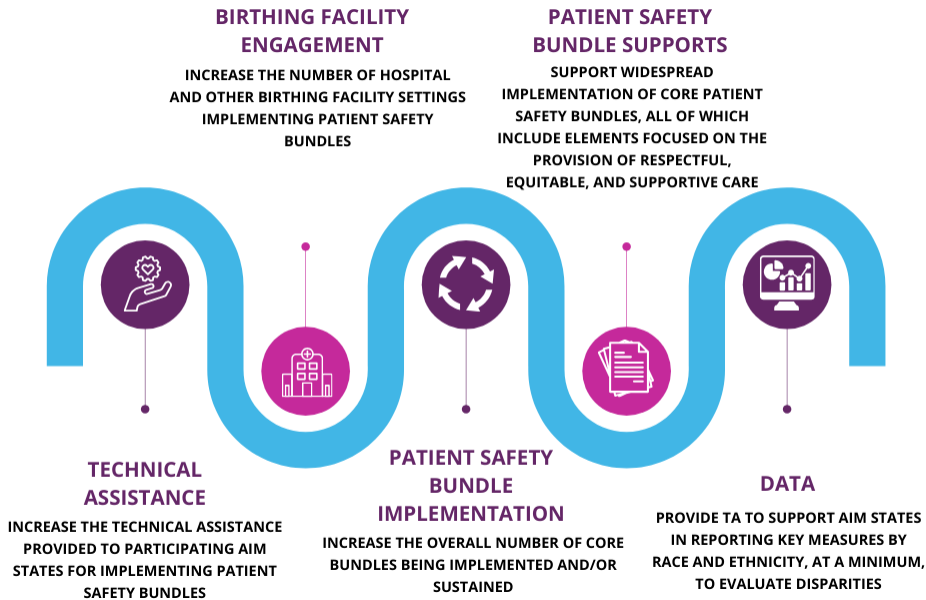 BIRTHING FACILITY
ENGAGEMENT
INCREASE THE NUMBER OF HOSPITAL
AND OTHER BIRTHING FACILITY SETTINGS
IMPLEMENTING PATIENT SAFETY
BUNDLES
PATIENT SAFETY
BUNDLE SUPPORTS
SUPPORT WIDESPREAD
IMPLEMENTATION OF CORE PATIENT
SAFETY BUNDLES, ALL OF WHICH
INCLUDE ELEMENTS FOCUSED ON THE
PROVISION OF RESPECTFUL,
EQUITABLE, AND SUPPORTIVE CARE
TECHNICAL
ASSISTANCE
INCREASE THE TECHNICAL ASSISTANCE
PROVIDED TO PARTICIPATING AIM
STATES FOR IMPLEMENTING PATIENT
SAFETY BUNDLES
PATIENT SAFETY
BUNDLE
IMPLEMENTATION
INCREASE THE OVERALL NUMBER OF CORE
BUNDLES BEING IMPLEMENTED AND/OR
SUSTAINED
DATA
PROVIDE TA TO SUPPORT AIM STATES
IN REPORTING KEY MEASURES BY
RACE AND ETHNICITY, AT A MINIMUM,
TO EVALUATE DISPARITIES